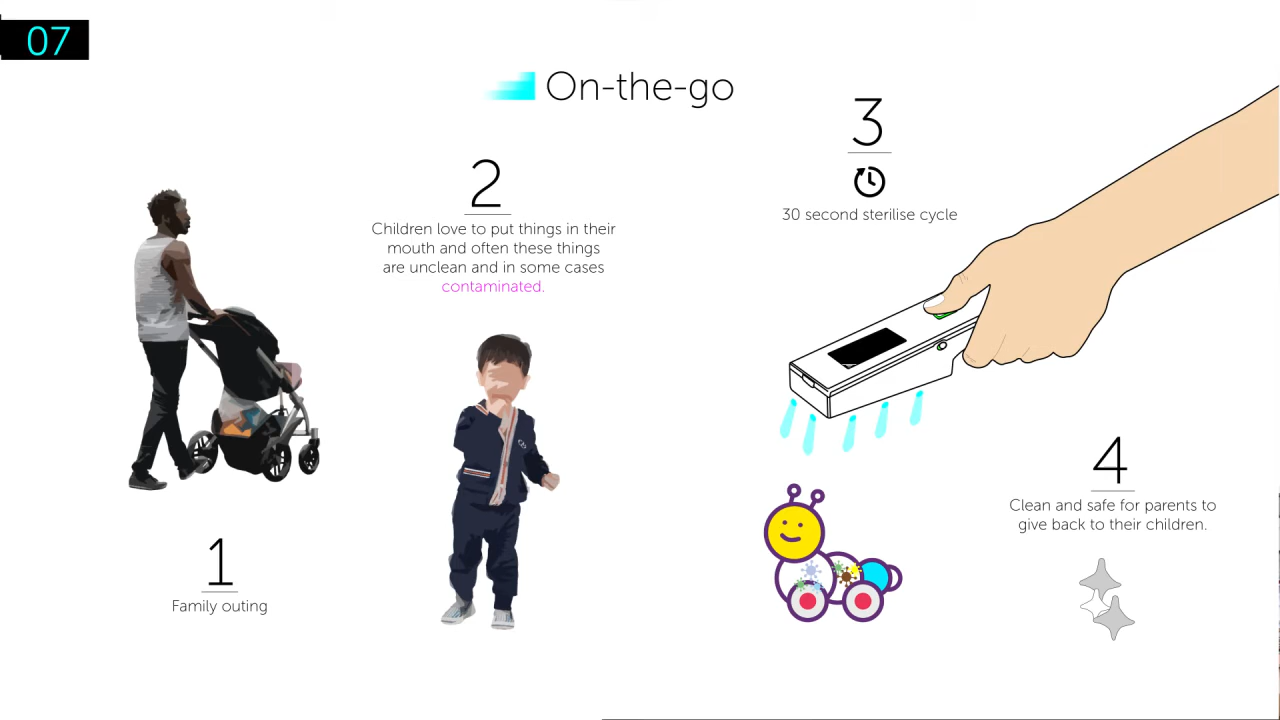 07
On-the-go
1
Family outing
2
Children love to put things in their
mouth and often these things
are unclean and in some cases
contaminated.
3
30 second sterilise cycle
4
Clean and safe for parents to
give back to their children.